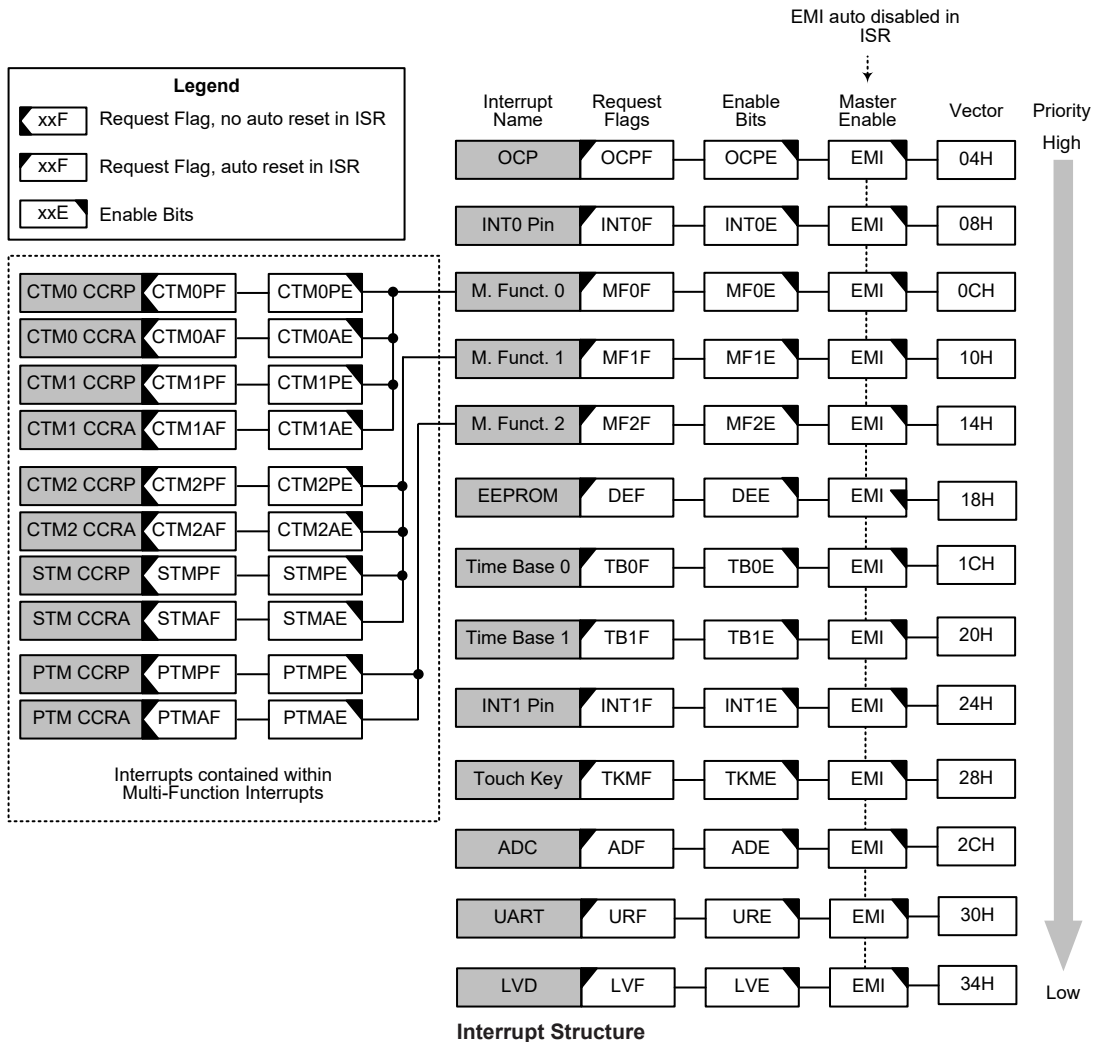 EMI auto disabled in
ISR
Legend
xxF Request Flag, no auto reset in ISR
xxF Request Flag, auto reset in ISR
xxE Enable Bits
Interrupt Name Request Flags Enable Bits Master Enable Vector Priority
High
OCP OCPF OCPE EMI 04H
INT0 Pin INT0F INT0E EMI 08H
CTM0 CCRP CTM0PF CTM0PE M. Funct. 0 MF0F MF0E EMI 0CH
CTM0 CCRA CTM0AF CTM0AE
M. Funct. 1 MF1F MF1E EMI 10H
CTM1 CCRP CTM1PF CTM1PE
CTM1 CCRA CTM1AF CTM1AE M. Funct. 2 MF2F MF2E EMI 14H
CTM2 CCRP CTM2PF CTM2PE
EEPROM DEF DEE EMI 18H
CTM2 CCRA CTM2AF CTM2AE
Time Base 0 TB0F TB0E EMI 1CH
STM CCRP STMPF STMPE
STM CCRA STMAF STMAE
Time Base 1 TB1F TB1E EMI 20H
PTM CCRP PTMPF PTMPE
INT1 Pin INT1F INT1E EMI 24H
PTM CCRA PTMAF PTMAE
Interrupts contained within
Multi-Function Interrupts
Touch Key TKMF TKME EMI 28H
ADC ADF ADE EMI 2CH
UART URF URE EMI 30H
LVD LVF LVE EMI 34H
Low
Interrupt Structure